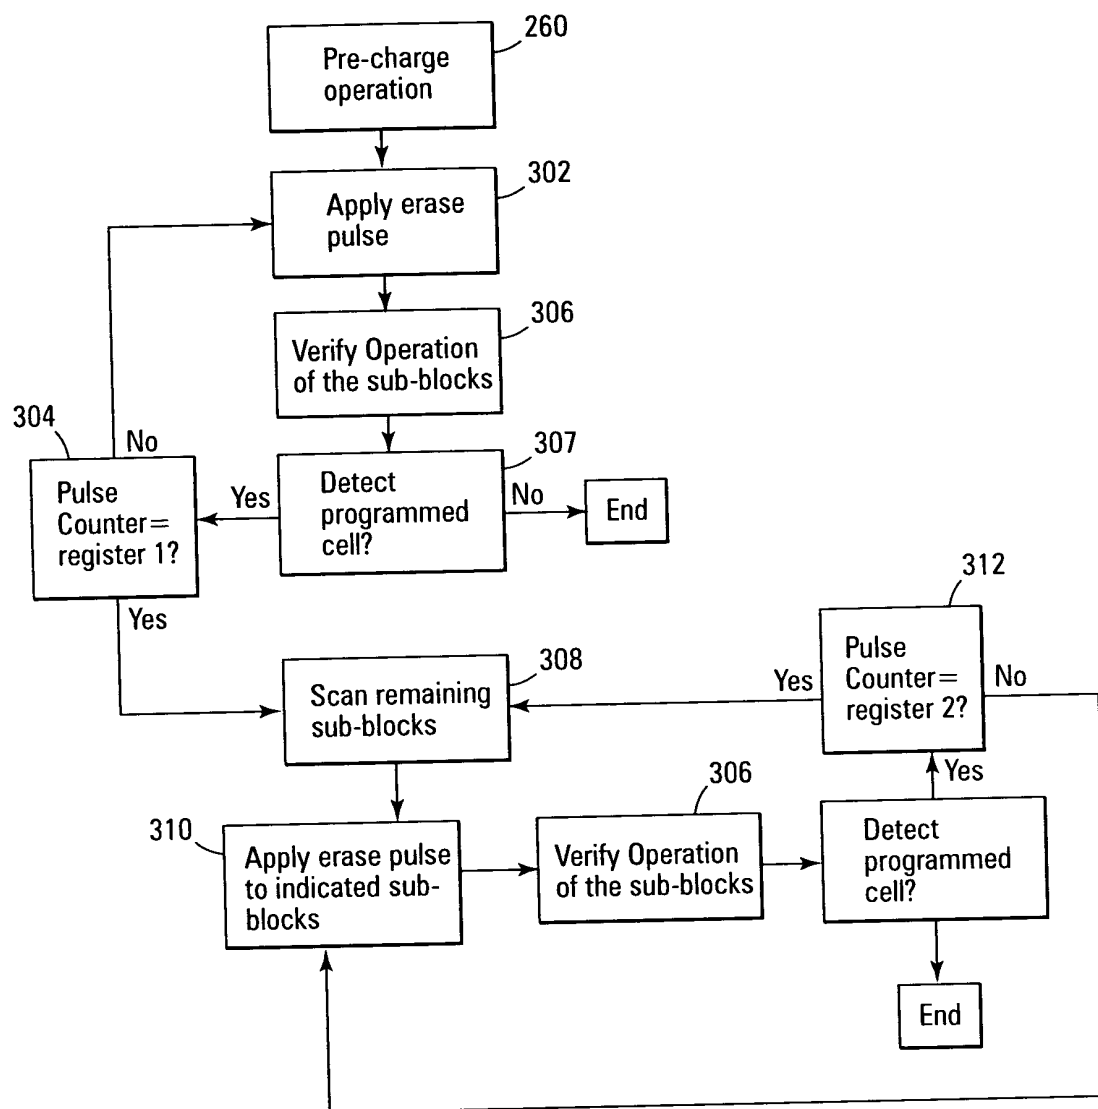 260
Pre-charge
operation
302
Apply erase
pulse
306
Verify Operation
of the sub-blocks
304
No
307
Pulse
Counter=
register 1?
Yes
Detect
programmed
cell?
No
End
Yes
312
Pulse
Counter=
register 2?
No
Yes
308
Scan remaining
sub-blocks
Yes
306
310
Apply erase pulse
to indicated sub-
blocks
Verify Operation
of the sub-blocks
Detect
programmed
cell?
End